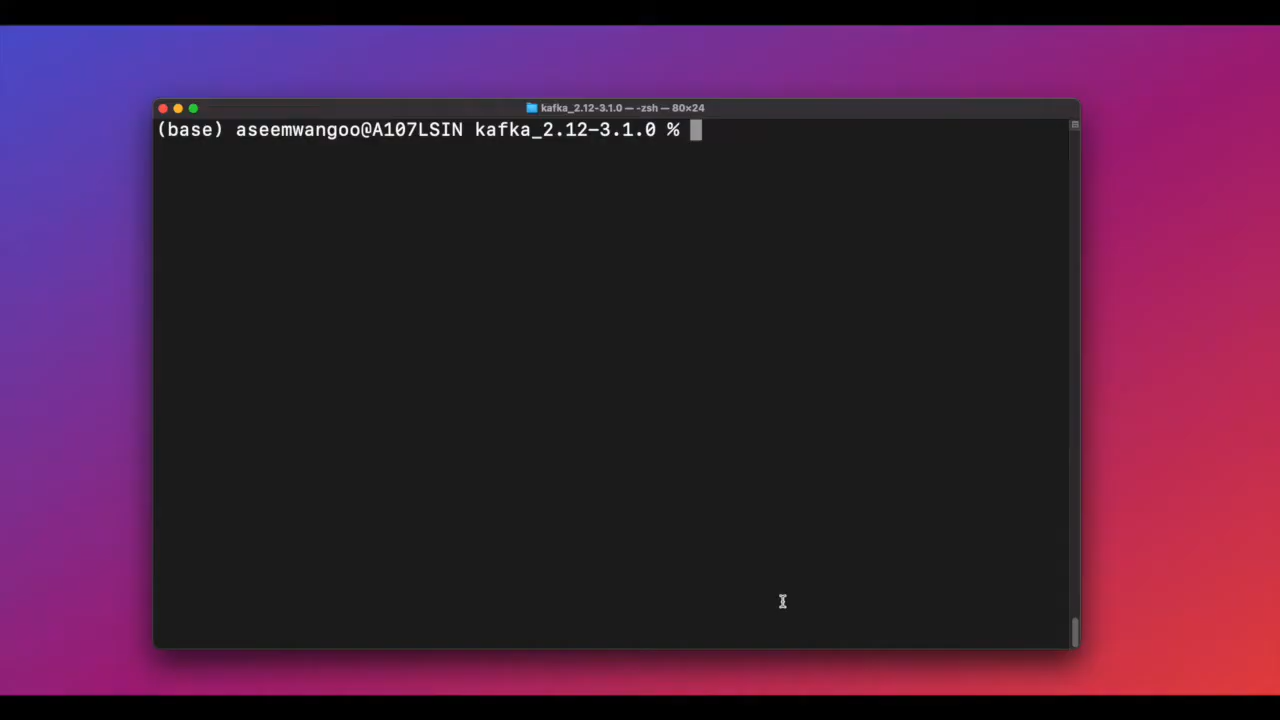 kafka_2.12-3.1.0 — -zsh — 80×24
(base) aseemwangoo@A107LSIN kafka_2.12-3.1.0 %